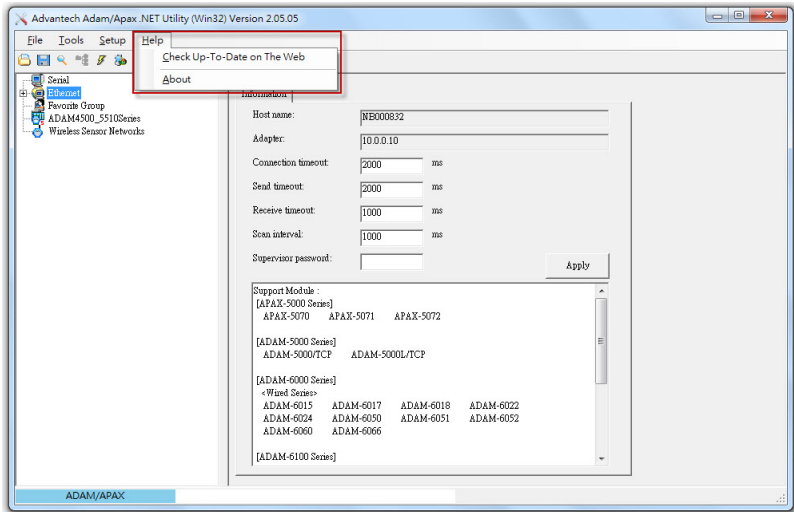 Advantech Adam/Apax .NET Utility (Win32) Version 2.05.05
File Tools Setup Help
Check Up-To-Date on The Web
About
Serial
Ethernet
Favorite Group
ADAM4500_5510Series
Wireless Sensor Networks
Information
Host name: NB000832
Adapter: 10.0.0.10
Connection timeout: 2000 ms
Send timeout: 2000 ms
Receive timeout: 1000 ms
Scan interval: 1000 ms
Supervisor password:
Apply
Support Module :
[APAX-5000 Series]
APAX-5070 APAX-5071 APAX-5072
[ADAM-5000 Series]
ADAM-5000/TCP ADAM-5000L/TCP
[ADAM-6000 Series]
<Wired Series>
ADAM-6015 ADAM-6017 ADAM-6018 ADAM-6022
ADAM-6024 ADAM-6050 ADAM-6051 ADAM-6052
ADAM-6060 ADAM-6066
[ADAM-6100 Series]
ADAM/APAX